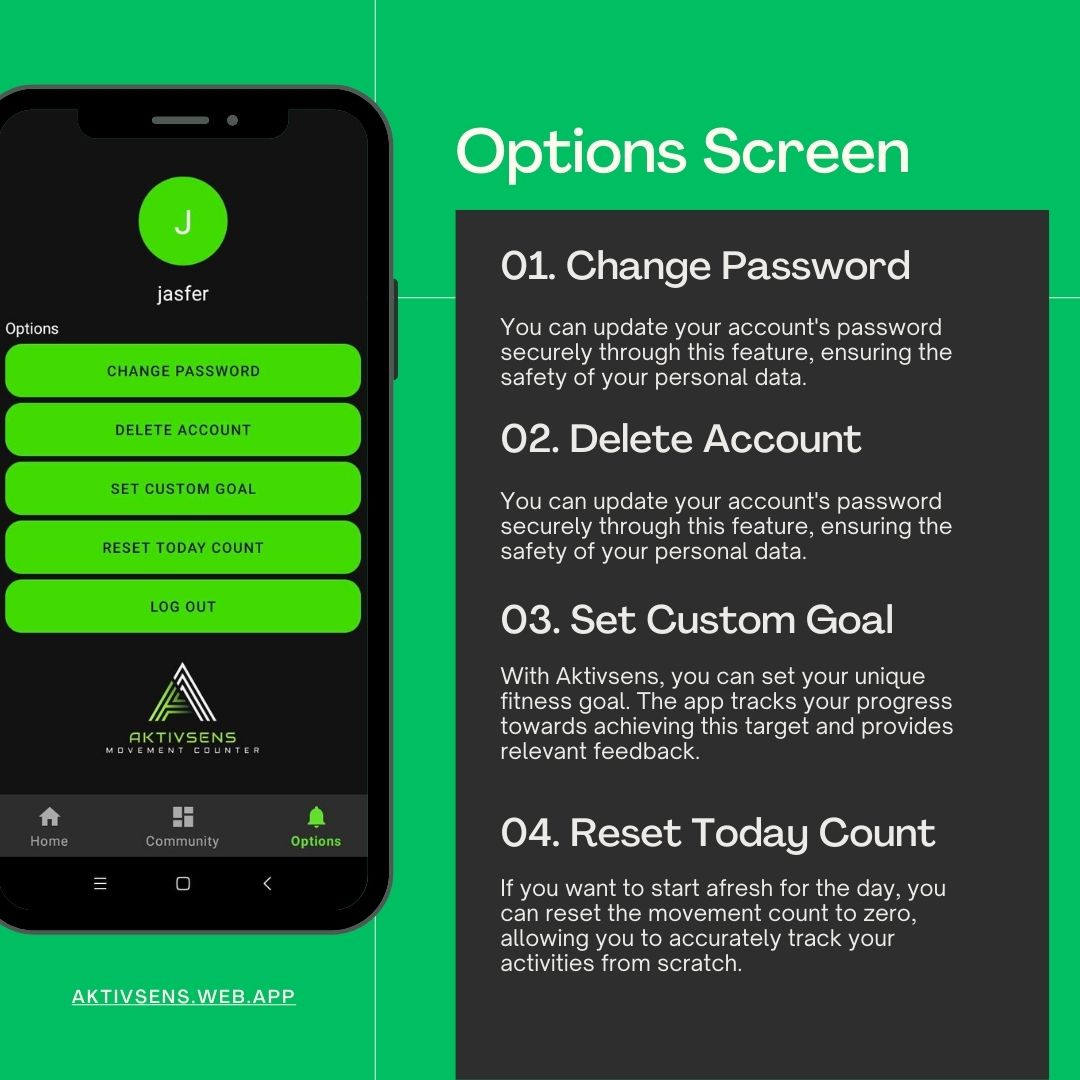 J
jasfer
Options
CHANGE PASSWORD
DELETE ACCOUNT
SET CUSTOM GOAL
RESET TODAY COUNT
LOG OUT
AKTIVSENS
MOVEMENT COUNTER
Home
Community
Options
AKTIVSENS.WEB.APP
Options Screen
01. Change Password
You can update your account's password
securely through this feature, ensuring the
safety of your personal data.
02. Delete Account
You can update your account's password
securely through this feature, ensuring the
safety of your personal data.
03. Set Custom Goal
With Aktivsens, you can set your unique
fitness goal. The app tracks your progress
towards achieving this target and provides
relevant feedback.
04. Reset Today Count
If you want to start afresh for the day, you
can reset the movement count to zero,
allowing you to accurately track your
activities from scratch.